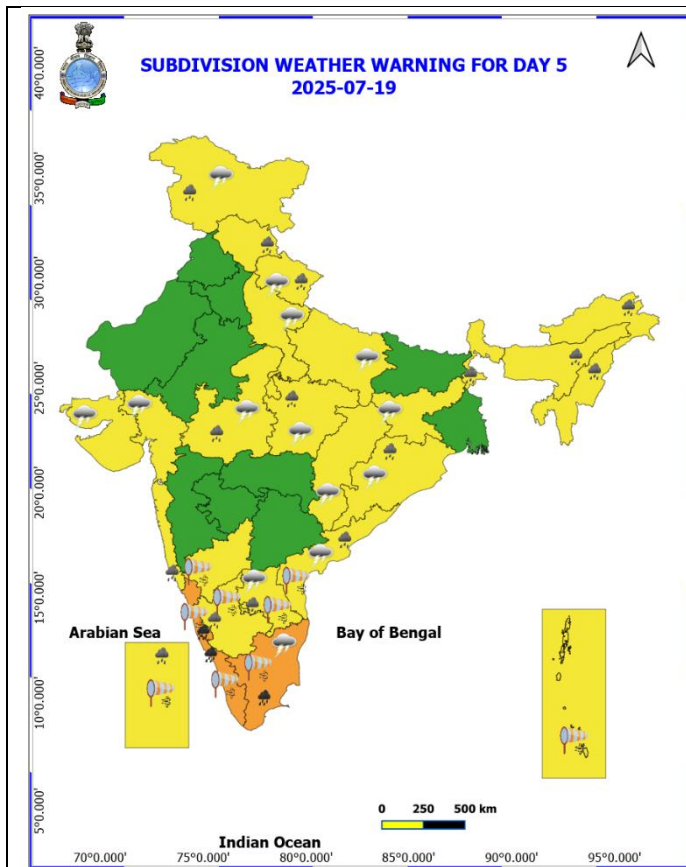 SUBDIVISION WEATHER WARNING FOR DAY 5
2025-07-19
40°0.000'
35°0.000'
30°0.000'
25°0.000'
20°0.000'
15°0.000'
10°0.000'
5°0.000'
Arabian Sea
Bay of Bengal
0 250 500 km
Indian Ocean
70°0.000' 75°0.000' 80°0.000' 85°0.000' 90°0.000' 95°0.000'